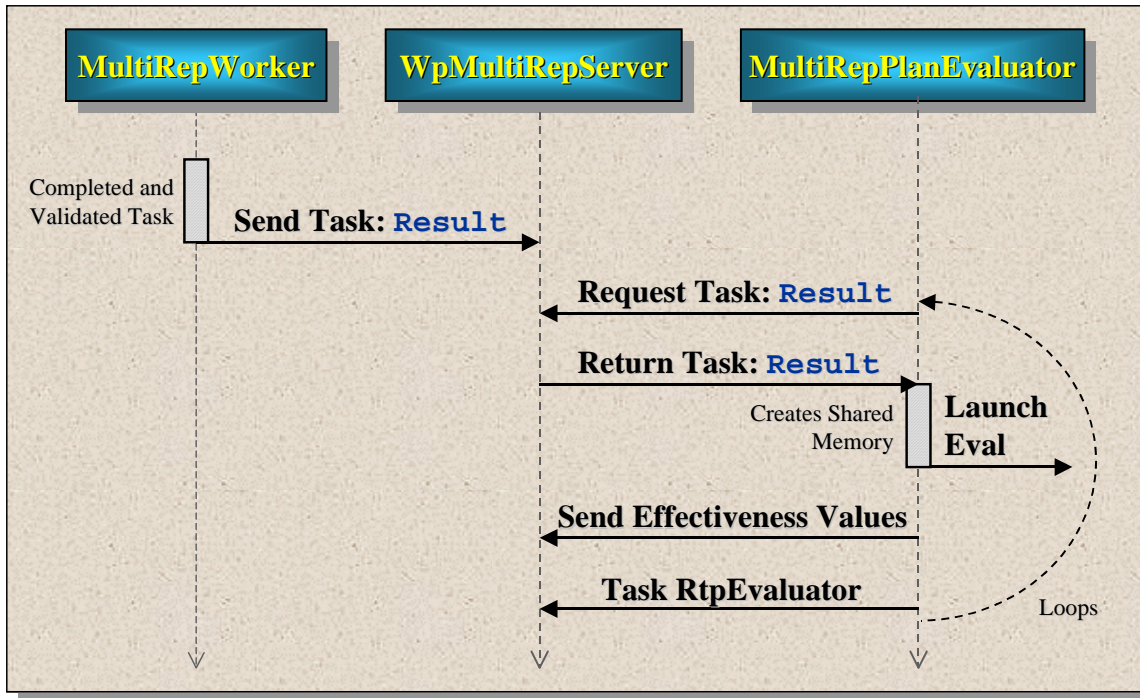 MultiRepWorker
WpMultiRepServer
MultiRepPlanEvaluator
Completed and
Validated Task
Send Task: Result
Request Task: Result
Return Task: Result
Creates Shared
Memory
Launch
Eval
Send Effectiveness Values
Task RtpEvaluator
Loops